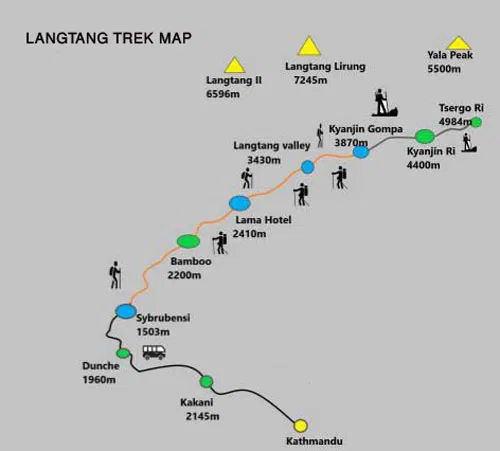 LANGTANG TREK MAP
Langtang II
6596m
Langtang Lirung
7245m
Yala Peak
5500m
Tsergo Ri
4984m
Kyanjin Gompa
3870m
Kyanjin Ri
4400m
Langtang valley
3430m
Lama Hotel
2410m
Bamboo
2200m
Sybrubensi
1503m
Dunche
1960m
Kakani
2145m
Kathmandu